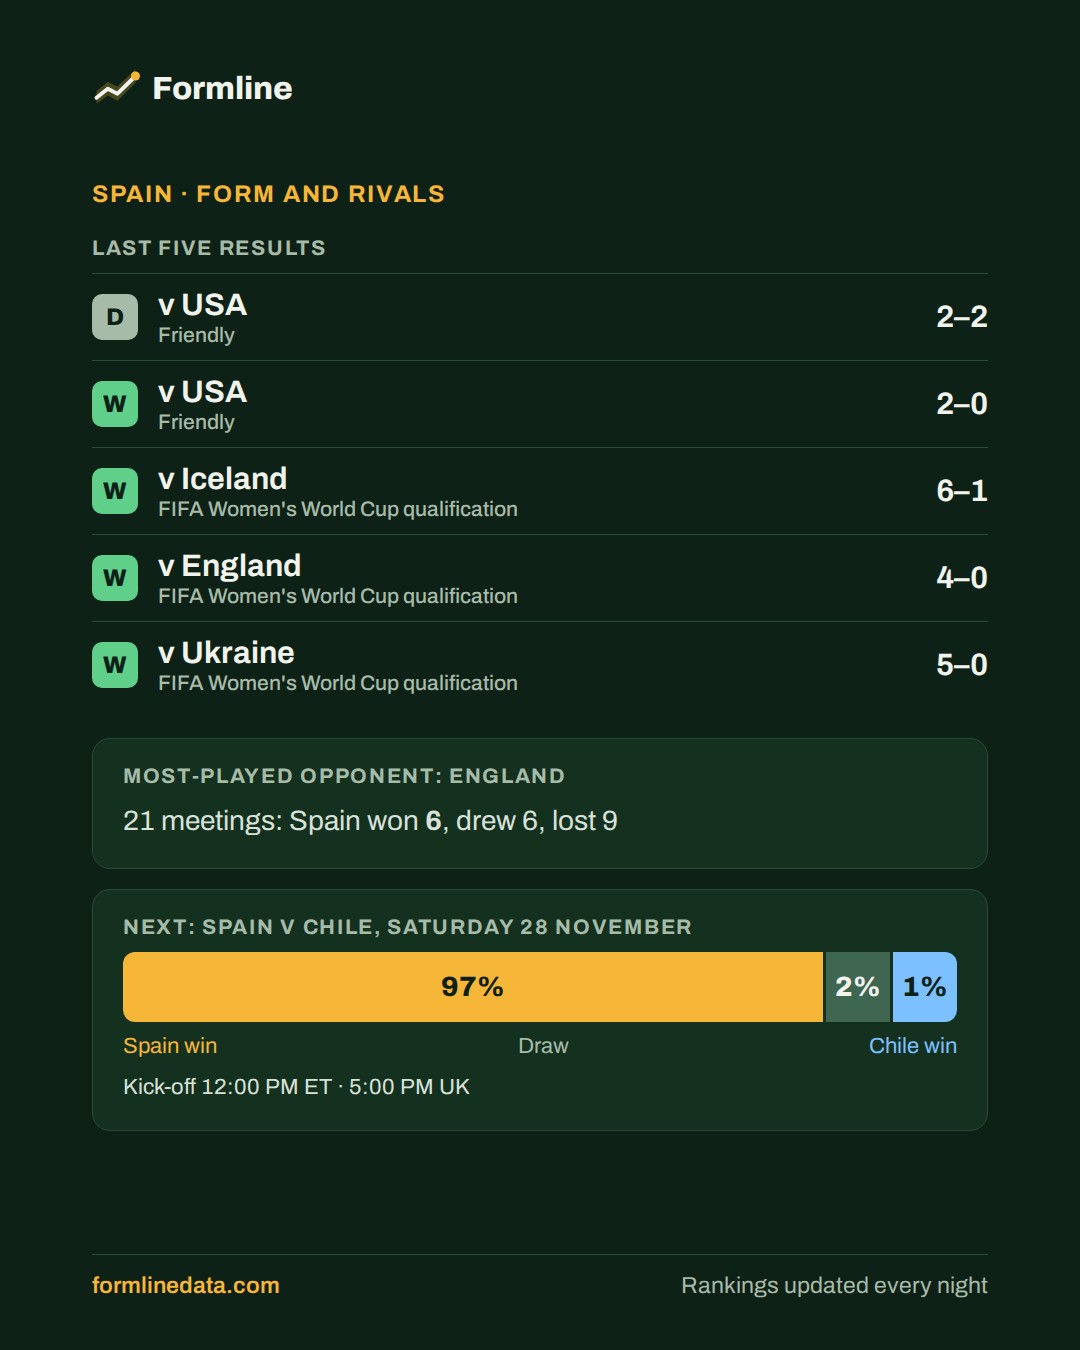 Formline
SPAIN · FORM AND RIVALS
LAST FIVE RESULTS
D
v USA
Friendly
2–2
W
v USA
Friendly
2–0
W
v Iceland
FIFA Women's World Cup qualification
6–1
W
v England
FIFA Women's World Cup qualification
4–0
W
v Ukraine
FIFA Women's World Cup qualification
5–0
MOST-PLAYED OPPONENT: ENGLAND
21 meetings: Spain won 6, drew 6, lost 9
NEXT: SPAIN V CHILE, SATURDAY 28 NOVEMBER
97% 2% 1%
Spain win Draw Chile win
Kick-off 12:00 PM ET · 5:00 PM UK
formlinedata.com Rankings updated every night